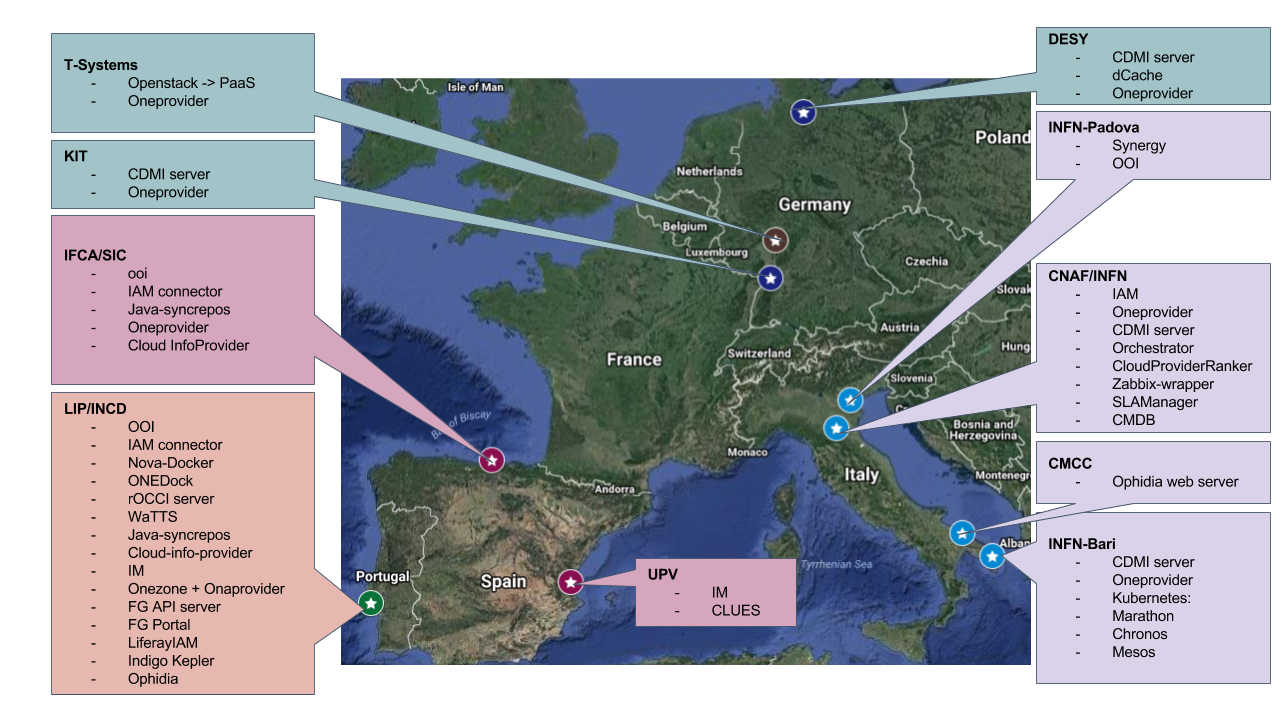 T-Systems
- Openstack -> PaaS
- Oneprovider
KIT
- CDMI server
- Oneprovider
IFCA/SIC
- ooi
- IAM connector
- Java-syncrepos
- Oneprovider
- Cloud InfoProvider
LIP/INCD
- OOI
- IAM connector
- Nova-Docker
- ONEDock
- rOCCI server
- WaTTS
- Java-syncrepos
- Cloud-info-provider
- IM
- Onezone + Onaprovider
- FG API server
- FG Portal
- LiferayIAM
- Indigo Kepler
- Ophidia
Isle of Man
Netherlands
Poland
Germany
Belgium
Luxembourg
Czechia
Slovak
Austria
Hung
Switzerland
France
Slovenia
Bosnia and
Herzegovina
Monaco
Italy
Montenegr
of Biscay
Andorra
Alban
Tyrrhenian Sea
Portugal
Spain
UPV
- IM
- CLUES
DESY
- CDMI server
- dCache
- Oneprovider
INFN-Padova
- Synergy
- OOI
CNAF/INFN
- IAM
- Oneprovider
- CDMI server
- Orchestrator
- CloudProviderRanker
- Zabbix-wrapper
- SLAManager
- CMDB
CMCC
- Ophidia web server
INFN-Bari
- CDMI server
- Oneprovider
- Kubernetes:
- Marathon
- Chronos
- Mesos